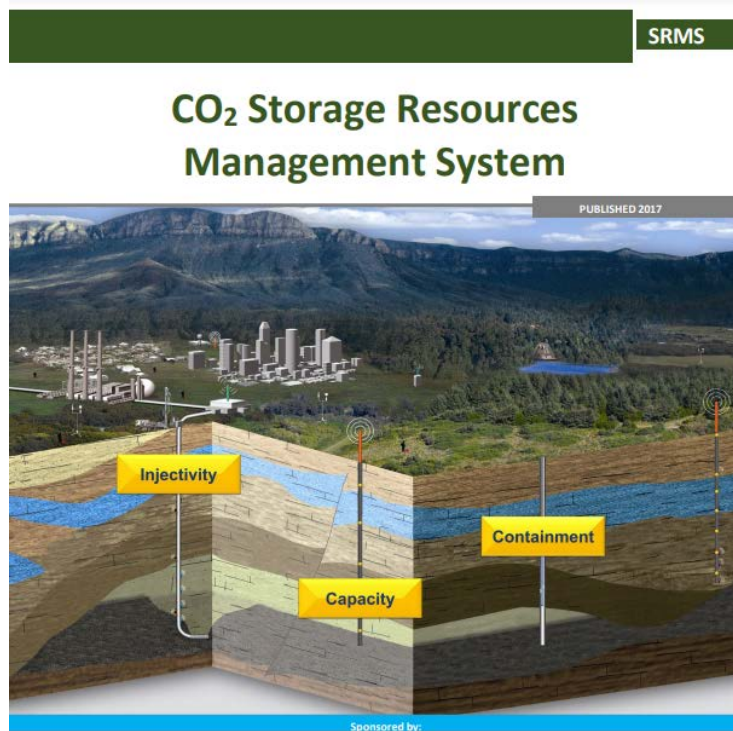 SRMS
CO₂ Storage Resources
Management System
PUBLISHED 2017
Injectivity
Containment
Capacity
Sponsored by: